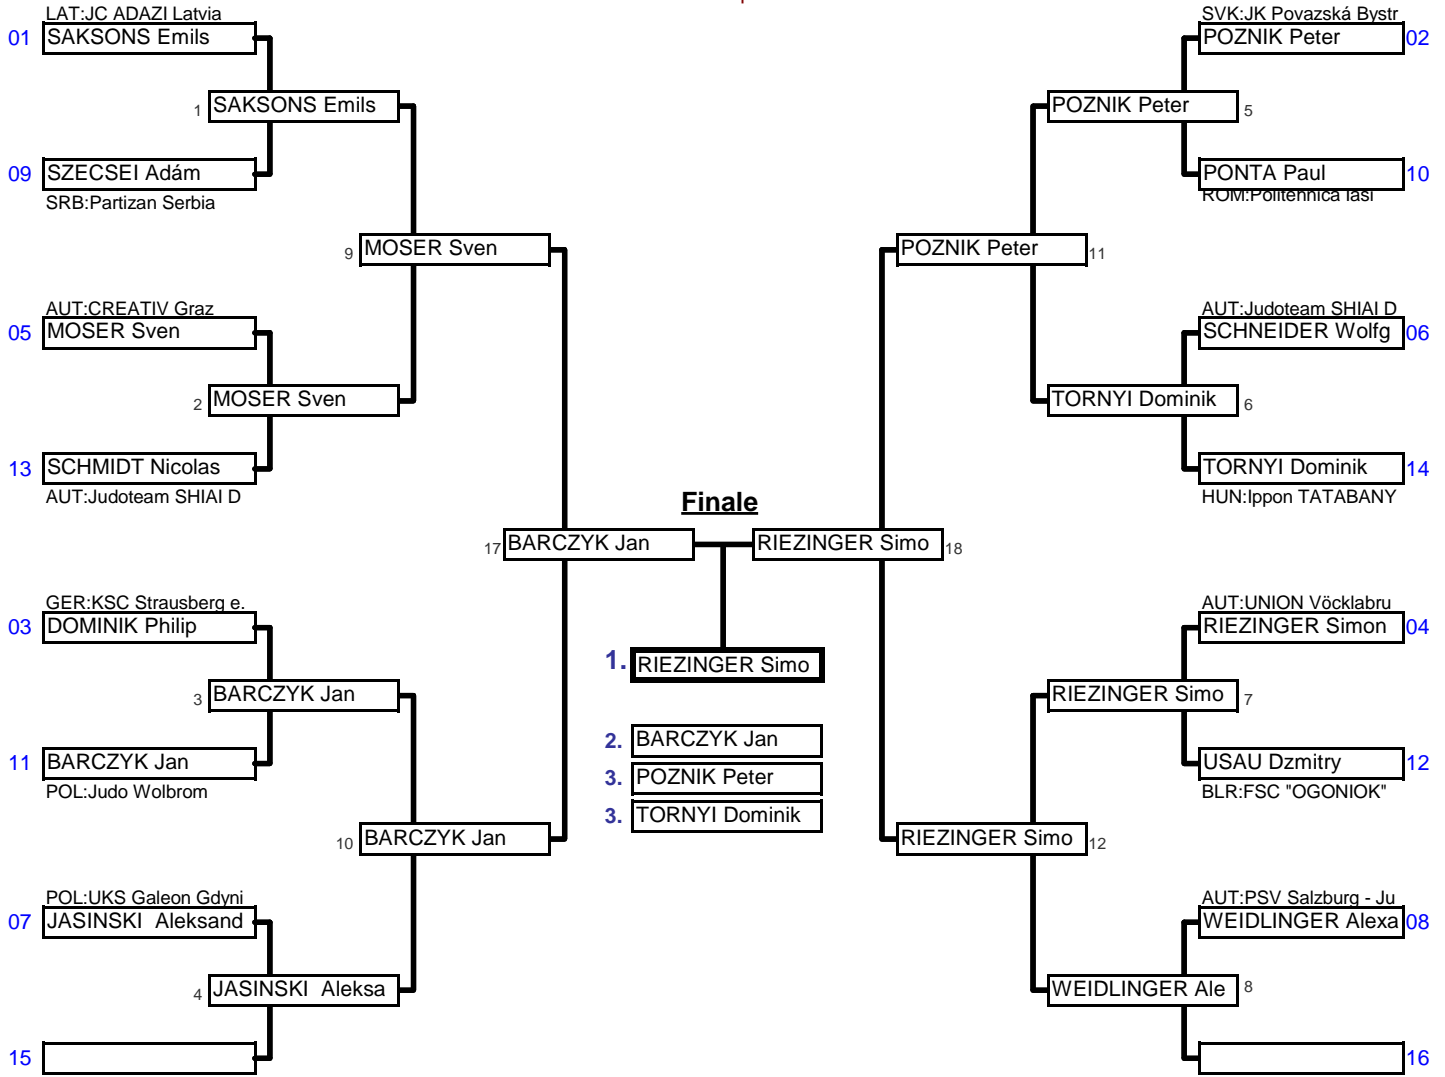 LAT:JC ADAZI Latvia
01 SAKSONS Emils
1 SAKSONS Emils
09 SZECSEI Adám
SRB:Partizan Serbia
9 MOSER Sven
AUT:CREATIV Graz
05 MOSER Sven
2 MOSER Sven
13 SCHMIDT Nicolas
AUT:Judoteam SHIAI D
17 BARCZYK Jan
GER:KSC Strausberg e.
03 DOMINIK Philip
3 BARCZYK Jan
11 BARCZYK Jan
POL:Judo Wolbrom
10 BARCZYK Jan
POL:UKS Galeon Gdyni
07 JASINSKI Aleksand
4 JASINSKI Aleksa
15
Finale
1. RIEZINGER Simo
2. BARCZYK Jan
3. POZNIK Peter
3. TORNYI Dominik
SVK:JK Povazská Bystr
POZNIK Peter 02
POZNIK Peter 5
PONTA Paul 10
ROM:Politehnica Iasi
POZNIK Peter 11
AUT:Judoteam SHIAI D
SCHNEIDER Wolfg 06
TORNYI Dominik 6
TORNYI Dominik 14
HUN:Ippon TATABANY
RIEZINGER Simo 18
AUT:UNION Vöcklabru
RIEZINGER Simon 04
RIEZINGER Simo 7
USAU Dzmitry 12
BLR:FSC "OGONIOK"
RIEZINGER Simo 12
AUT:PSV Salzburg - Ju
WEIDLINGER Alexa 08
WEIDLINGER Ale 8
16